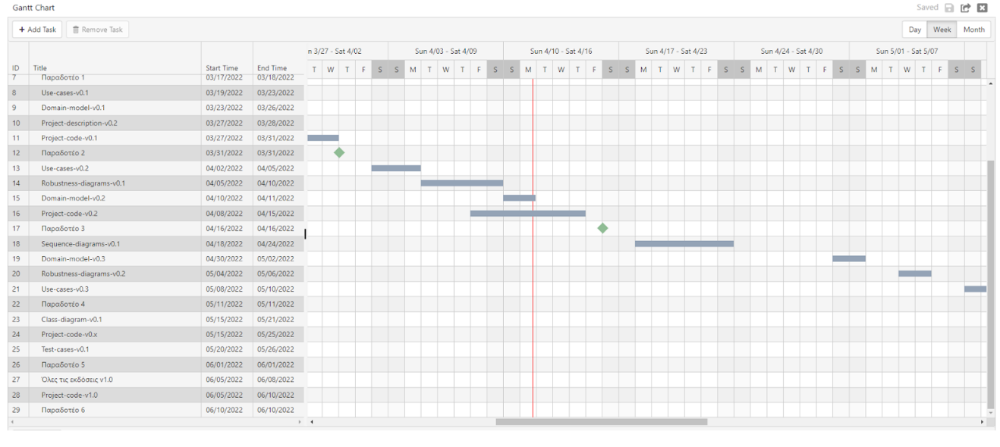 Gantt Chart
Saved
+ Add Task Remove Task
Day Week Month
n 3/27 - Sat 4/02 Sun 4/03 - Sat 4/09 Sun 4/10 - Sat 4/16 Sun 4/17 - Sat 4/23 Sun 4/24 - Sat 4/30 Sun 5/01 - Sat 5/07
ID Title Start Time End Time T W T F S S M T W T F S S M T W T F S S M T W T F S S M T W T F S S M T W T F S S
7 Παραδοτέο 1 03/17/2022 03/18/2022
8 Use-cases-v0.1 03/19/2022 03/23/2022
9 Domain-model-v0.1 03/23/2022 03/26/2022
10 Project-description-v0.2 03/27/2022 03/28/2022
11 Project-code-v0.1 03/27/2022 03/31/2022
12 Παραδοτέο 2 03/31/2022 03/31/2022
13 Use-cases-v0.2 04/02/2022 04/05/2022
14 Robustness-diagrams-v0.1 04/05/2022 04/10/2022
15 Domain-model-v0.2 04/10/2022 04/11/2022
16 Project-code-v0.2 04/08/2022 04/15/2022
17 Παραδοτέο 3 04/16/2022 04/16/2022
18 Sequence-diagrams-v0.1 04/18/2022 04/24/2022
19 Domain-model-v0.3 04/30/2022 05/02/2022
20 Robustness-diagrams-v0.2 05/04/2022 05/06/2022
21 Use-cases-v0.3 05/08/2022 05/10/2022
22 Παραδοτέο 4 05/11/2022 05/11/2022
23 Class-diagram-v0.1 05/15/2022 05/21/2022
24 Project-code-v0.x 05/15/2022 05/25/2022
25 Test-cases-v0.1 05/20/2022 05/26/2022
26 Παραδοτέο 5 06/01/2022 06/01/2022
27 Όλες τις εκδόσεις v1.0 06/05/2022 06/08/2022
28 Project-code-v1.0 06/05/2022 06/10/2022
29 Παραδοτέο 6 06/10/2022 06/10/2022